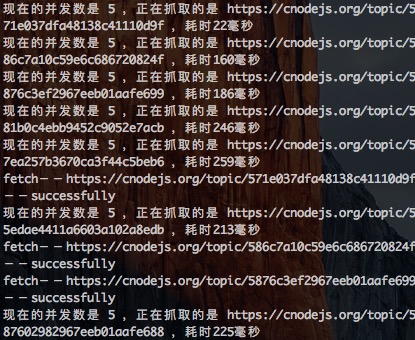 现在的并发数是 5 ，正在抓取的是 https://cnodejs.org/topic/5
71e037dfa48138c41110d9f ，耗时22毫秒
现在的并发数是 5 ，正在抓取的是 https://cnodejs.org/topic/5
86c7a10c59e6c686720824f ，耗时160毫秒
现在的并发数是 5 ，正在抓取的是 https://cnodejs.org/topic/5
876c3ef2967eeb01aafe699 ，耗时186毫秒
现在的并发数是 5 ，正在抓取的是 https://cnodejs.org/topic/5
81b0c4ebb9452c9052e7acb ，耗时246毫秒
现在的并发数是 5 ，正在抓取的是 https://cnodejs.org/topic/5
7ea257b3670ca3f44c5beb6 ，耗时259毫秒
fetch－－https://cnodejs.org/topic/571e037dfa48138c41110d9f
－－successfully
现在的并发数是 5 ，正在抓取的是 https://cnodejs.org/topic/5
5edae4411a6603a102a8edb ，耗时213毫秒
fetch－－https://cnodejs.org/topic/586c7a10c59e6c686720824f
－－successfully
fetch－－https://cnodejs.org/topic/5876c3ef2967eeb01aafe699
－－successfully
现在的并发数是 5 ，正在抓取的是 https://cnodejs.org/topic/5
87602982967eeb01aafe688 ，耗时225毫秒